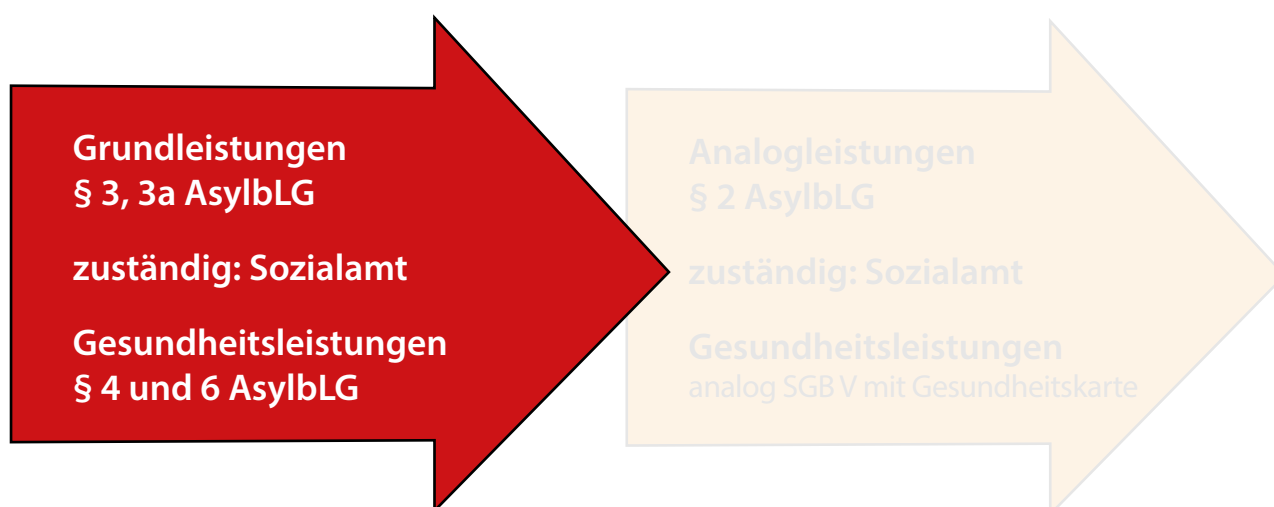 Grundleistungen
§ 3, 3a AsylbLG
zuständig: Sozialamt
Gesundheitsleistungen
§ 4 und 6 AsylbLG
Analogleistungen
§ 2 AsylbLG
zuständig: Sozialamt
Gesundheitsleistungen
analog SGB V mit Gesundheitskarte